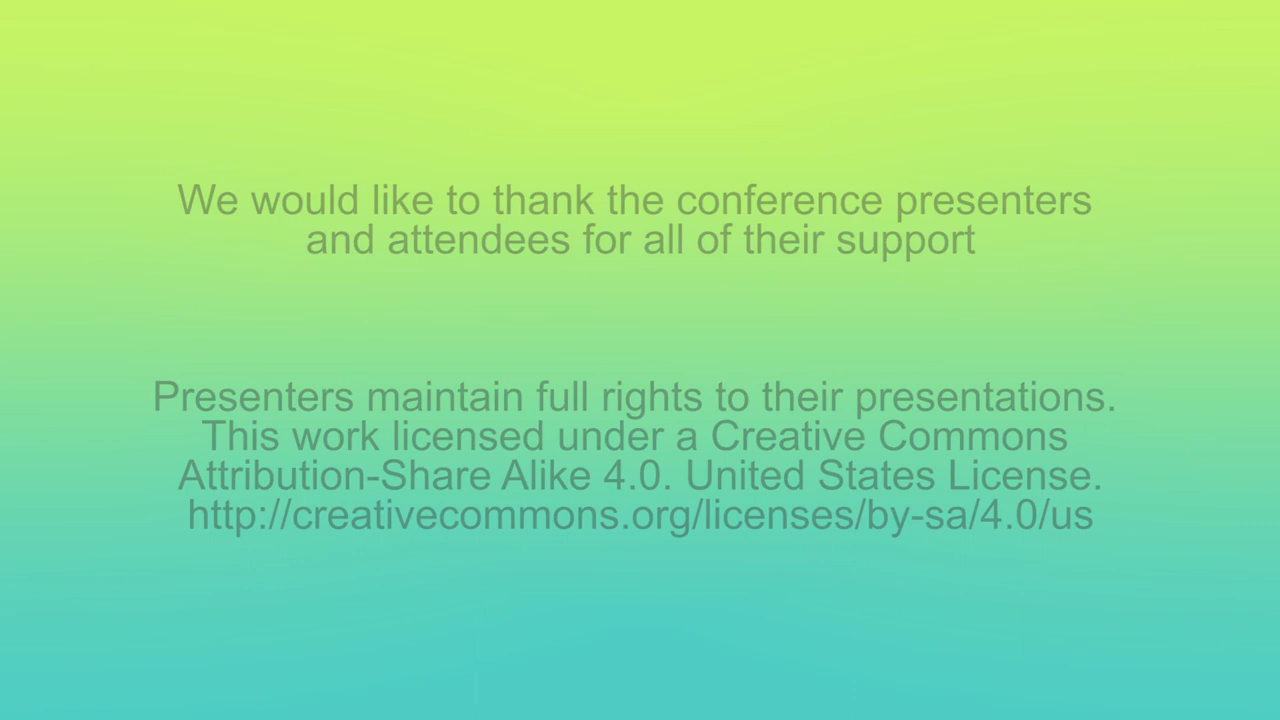 We would like to thank the conference presenters
and attendees for all of their support
Presenters maintain full rights to their presentations.
This work licensed under a Creative Commons
Attribution-Share Alike 4.0. United States License.
http://creativecommons.org/licenses/by-sa/4.0/us